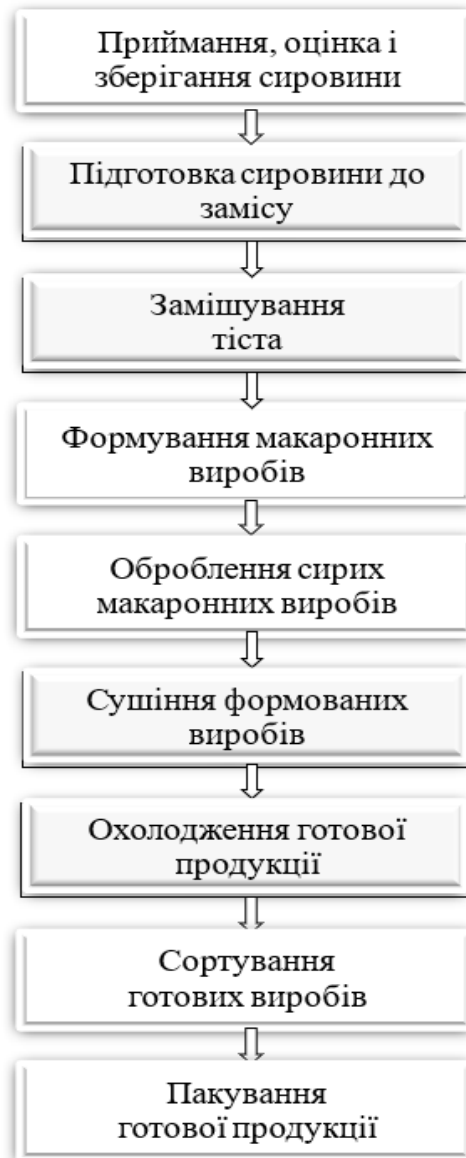 Приймання, оцінка і
зберігання сировини
Підготовка сировини до
замісу
Замішування
тіста
Формування макаронних
виробів
Оброблення сирих
макаронних виробів
Сушіння формованих
виробів
Охолодження готової
продукції
Сортування
готових виробів
Пакування
готової продукції